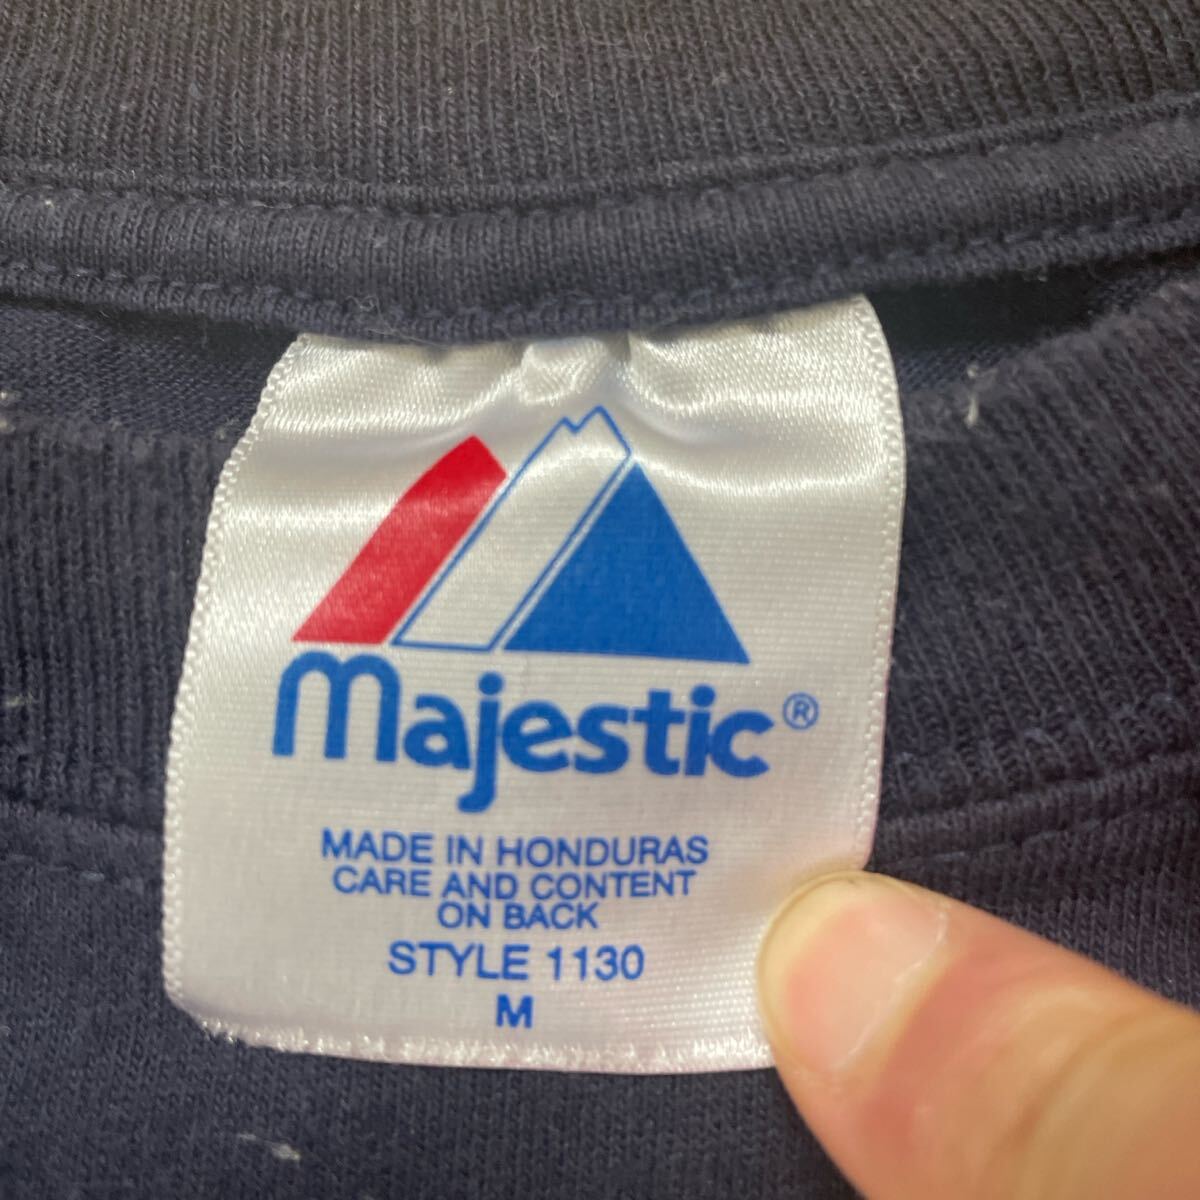 majestic®
MADE IN HONDURAS
CARE AND CONTENT
ON BACK
STYLE 1130
M